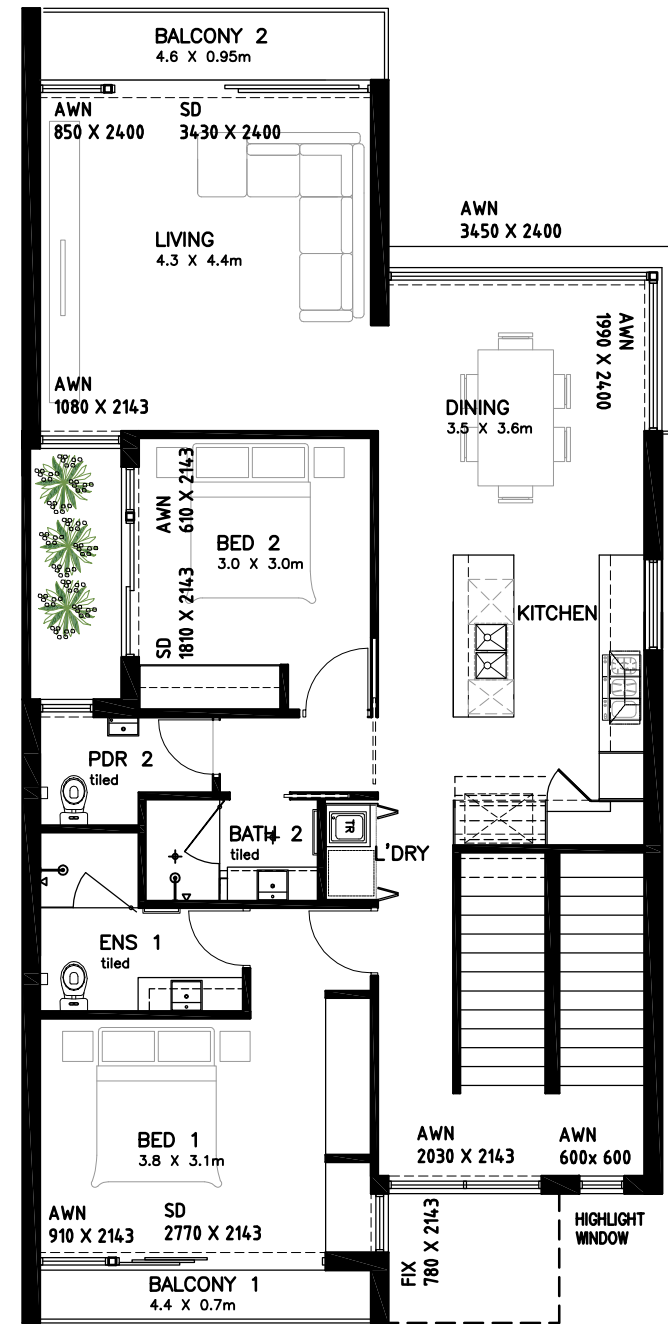 BALCONY 2
4.6 X 0.95m
AWN
850 X 2400
SD
3430 X 2400
AWN
3450 X 2400
LIVING
4.3 X 4.4m
AWN
1990 X 2400
AWN
1080 X 2143
DINING
3.5 X 3.6m
AWN
610 X 2143
BED 2
3.0 X 3.0m
SD
1810 X 2143
KITCHEN
PDR 2
tiled
BATH 2
tiled
TR
L'DRY
ENS 1
tiled
BED 1
3.8 X 3.1m
AWN
2030 X 2143
AWN
600x 600
AWN
910 X 2143
SD
2770 X 2143
FIX
780 X 2143
HIGHLIGHT
WINDOW
BALCONY 1
4.4 X 0.7m